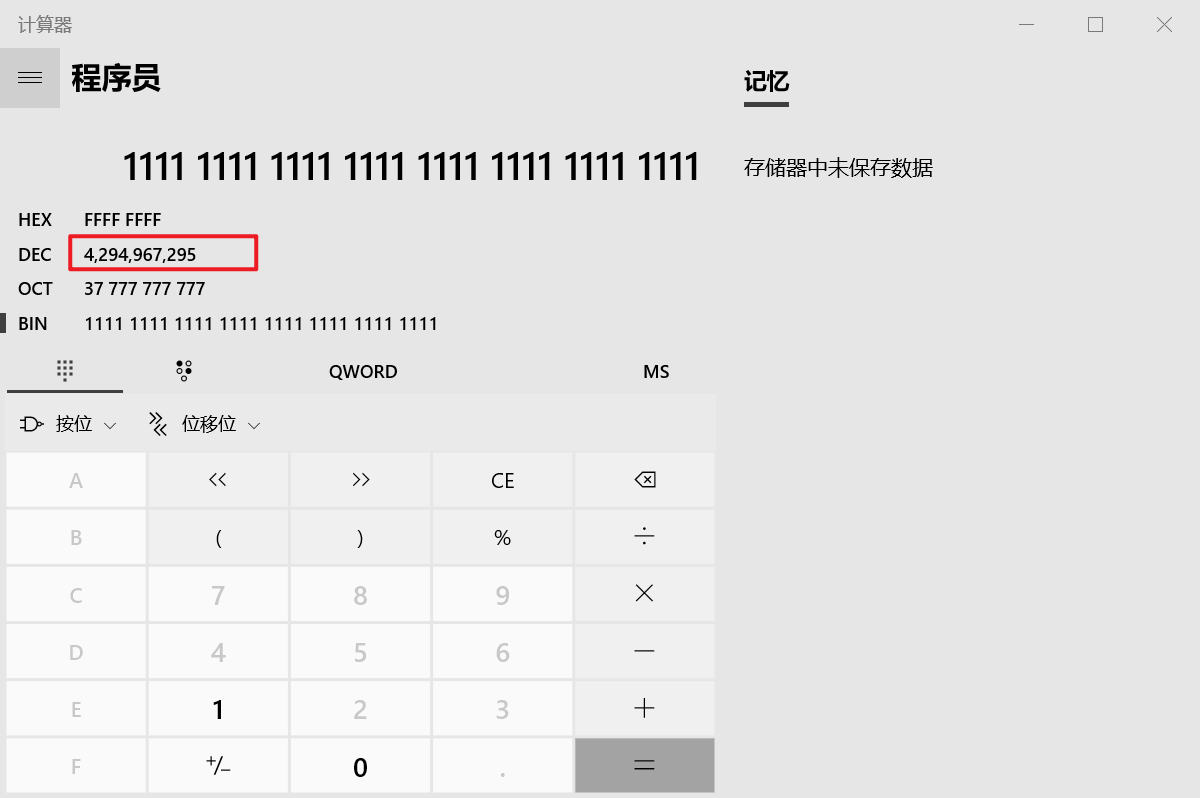 计算器
程序员
记忆
1111 1111 1111 1111 1111 1111 1111 1111
存储器中未保存数据
HEX FFFF FFFF
DEC 4,294,967,295
OCT 37 777 777 777
BIN 1111 1111 1111 1111 1111 1111 1111 1111
QWORD MS
按位 位移位
A << >> CE
B ( ) % ÷
C 7 8 9 ×
D 4 5 6 −
E 1 2 3 +
F +/− 0 . =